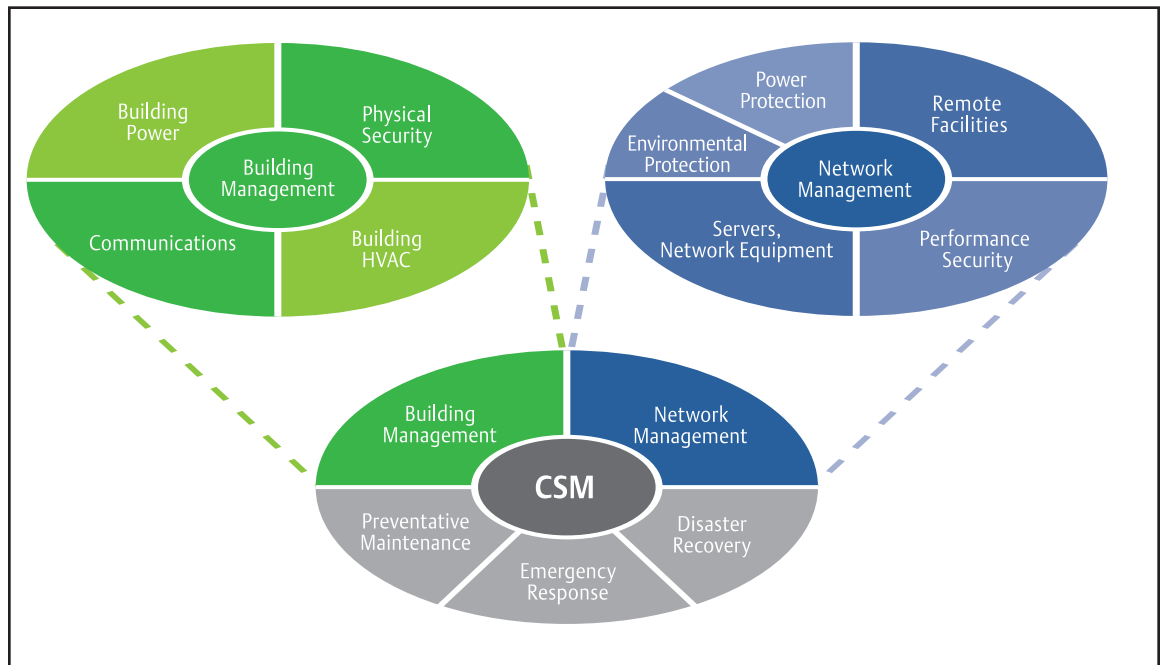 Building
Power
Physical
Security
Building
Management
Communications
Building
HVAC
Power
Protection
Remote
Facilities
Environmental
Protection
Network
Management
Servers,
Network Equipment
Performance
Security
Building
Management
Network
Management
CSM
Preventative
Maintenance
Disaster
Recovery
Emergency
Response